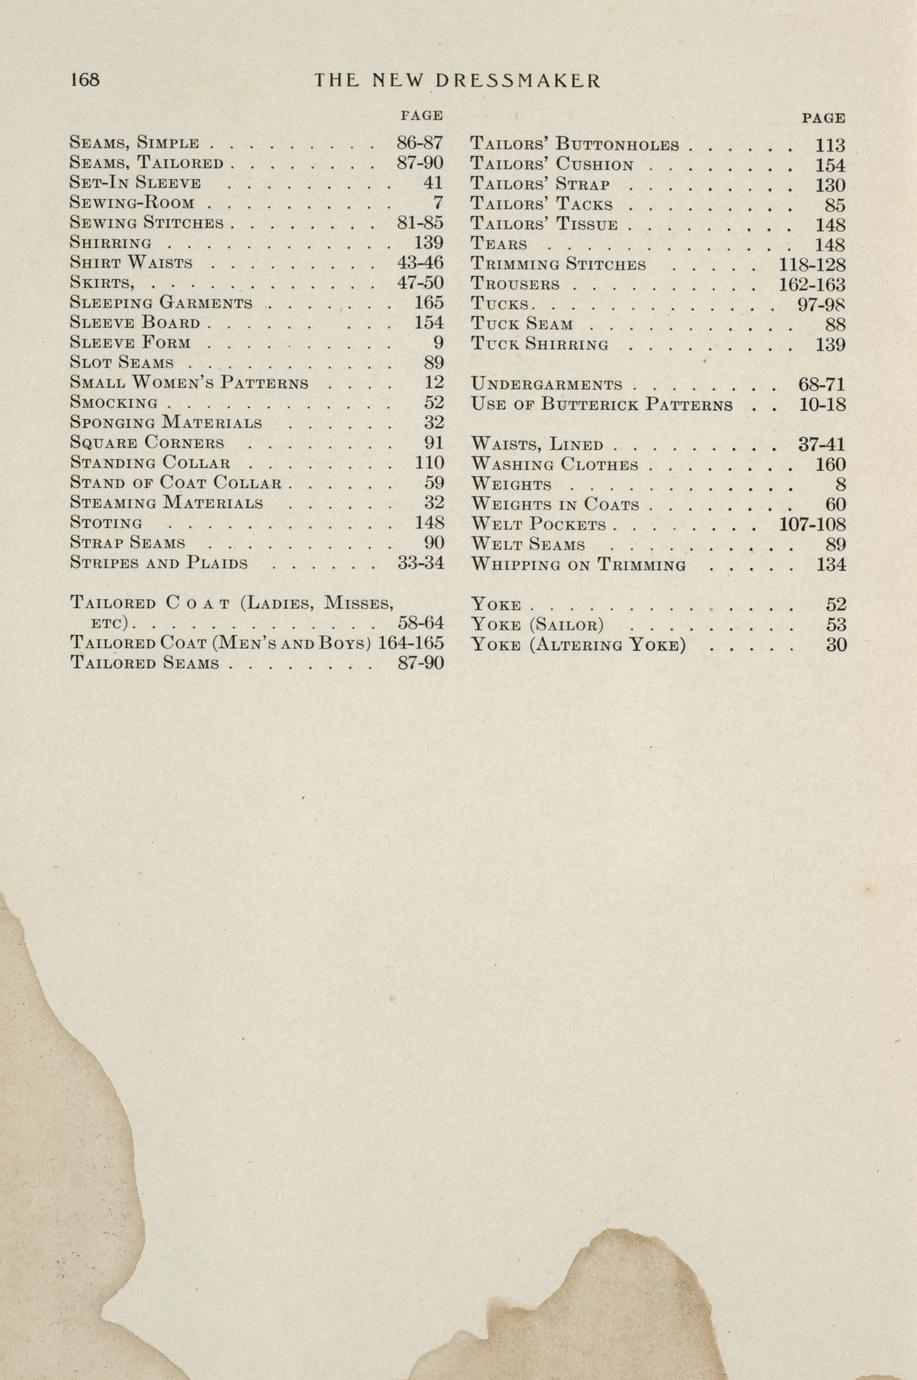 168
THE NEW DRESSMAKER
PAGE
SEAMS, SIMPLE . . . . . . . . . 86-87
SEAMS, TAILORED . . . . . . . . 87-90
SET-IN SLEEVE . . . . . . . . . 41
SEWING-ROOM . . . . . . . . . . 7
SEWING STITCHES . . . . . . . . 81-85
SHIRRING . . . . . . . . . . . . 139
SHIRT WAISTS . . . . . . . . . 43-46
SKIRTS, . . . . . . . . . . . . 47-50
SLEEPING GARMENTS . . . . . . . 165
SLEEVE BOARD . . . . . . . 154
SLEEVE FORM . . . . . . . . . . 9
SLOT SEAMS . . . . . . . . . . . 89
SMALL WOMEN'S PATTERNS . . . . 12
SMOCKING . . . . . . . . . . . . 52
SPONGING MATERIALS . . . . . . 32
SQUARE CORNERS . . . . . . . . 91
STANDING COLLAR . . . . . . . . 110
STAND OF COAT COLLAR . . . . . . 59
STEAMING MATERIALS . . . . . . 32
STOTING . . . . . . . . . . . . 148
STRAP SEAMS . . . . . . . . . . 90
STRIPES AND PLAIDS . . . . . . 33-34
TAILORED COAT (LADIES, MISSES,
ETC) . . . . . . . . . . . . . 58-64
TAILORED COAT (MEN'S AND BOYS) 164-165
TAILORED SEAMS . . . . . . . . 87-90
PAGE
TAILORS' BUTTONHOLES . . . . . . 113
TAILORS' CUSHION . . . . . . . . 154
TAILORS' STRAP . . . . . . . . . 130
TAILORS' TACKS . . . . . . . . . 85
TAILORS' TISSUE . . . . . . . . . 148
TEARS . . . . . . . . . . . . . 148
TRIMMING STITCHES . . . . . 118-128
TROUSERS . . . . . . . . . . 162-163
TUCKS . . . . . . . . . . . . . 97-98
TUCK SEAM . . . . . . . . . . . 88
TUCK SHIRRING . . . . . . . . . 139
UNDERGARMENTS . . . . . . . . 68-71
USE OF BUTTERICK PATTERNS . . 10-18
WAISTS, LINED . . . . . . . . . 37-41
WASHING CLOTHES . . . . . . . . 160
WEIGHTS . . . . . . . . . . . . 8
WEIGHTS IN COATS . . . . . . . . 60
WELT POCKETS . . . . . . . . 107-108
WELT SEAMS . . . . . . . . . . 89
WHIPPING ON TRIMMING . . . . . 134
YOKE . . . . . . . . . . . . . . 52
YOKE (SAILOR) . . . . . . . . . 53
YOKE (ALTERING YOKE) . . . . . 30